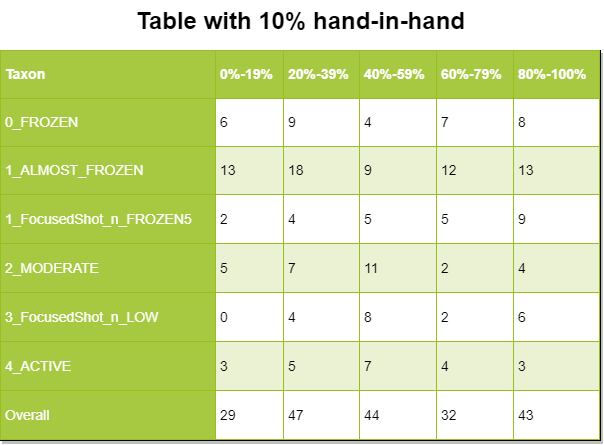 Table with 10% hand-in-hand
Taxon 0%-19% 20%-39% 40%-59% 60%-79% 80%-100%
0_FROZEN 6 9 4 7 8
1_ALMOST_FROZEN 13 18 9 12 13
1_FocusedShot_n_FROZEN5 2 4 5 5 9
2_MODERATE 5 7 11 2 4
3_FocusedShot_n_LOW 0 4 8 2 6
4_ACTIVE 3 5 7 4 3
Overall 29 47 44 32 43